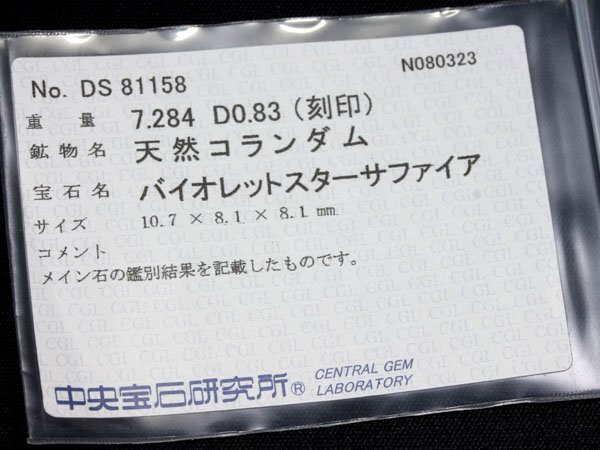 N080323
No. DS 81158
重 量 7.284 D0.83 (刻印)
鉱物名 天然コランダム
宝石名 バイオレットスターサファイア
サイズ 10.7 × 8.1 × 8.1 mm.
コメント
メイン石の鑑別結果を記載したものです。
中央宝石研究所® CENTRAL GEM
LABORATORY